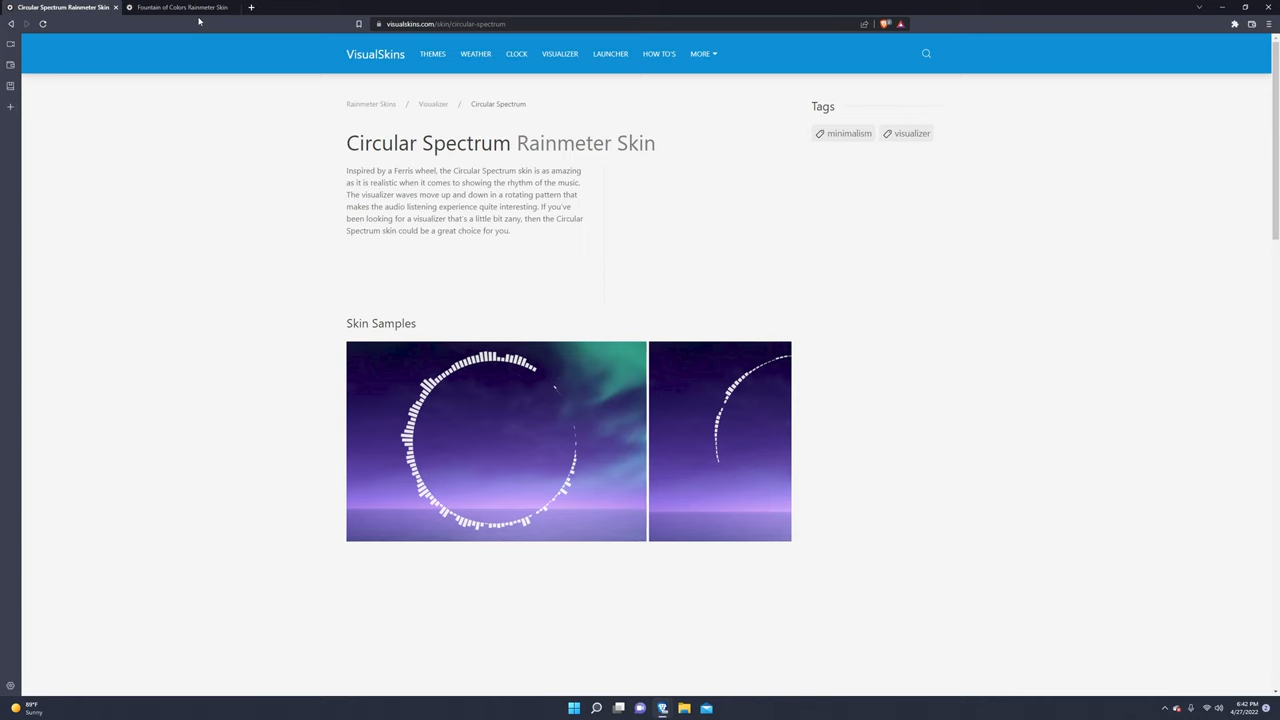 Circular Spectrum Rainmeter Skin
Fountain of Colors Rainmeter Skin
visualskins.com/skin/circular-spectrum
VisualSkins THEMES WEATHER CLOCK VISUALIZER LAUNCHER HOW TO'S MORE
Rainmeter Skins / Visualizer / Circular Spectrum
Circular Spectrum Rainmeter Skin
Inspired by a Ferris wheel, the Circular Spectrum skin is as amazing
as it is realistic when it comes to showing the rhythm of the music.
The visualizer waves move up and down in a rotating pattern that
makes the audio listening experience quite interesting. If you've
been looking for a visualizer that's a little bit zany, then the Circular
Spectrum skin could be a great choice for you.
Tags
minimalism visualizer
Skin Samples
89°F
Sunny
6:42 PM
4/27/2022